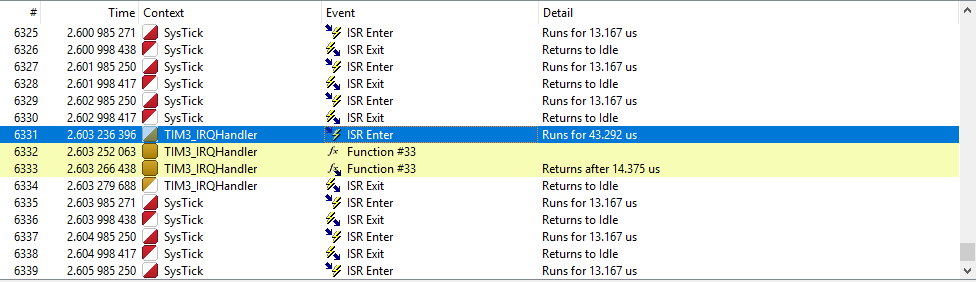 # Time Context Event Detail
6325 2.600 985 271 SysTick ISR Enter Runs for 13.167 us
6326 2.600 998 438 SysTick ISR Exit Returns to Idle
6327 2.601 985 250 SysTick ISR Enter Runs for 13.167 us
6328 2.601 998 417 SysTick ISR Exit Returns to Idle
6329 2.602 985 250 SysTick ISR Enter Runs for 13.167 us
6330 2.602 998 417 SysTick ISR Exit Returns to Idle
6331 2.603 236 396 TIM3_IRQHandler ISR Enter Runs for 43.292 us
6332 2.603 252 063 TIM3_IRQHandler fx Function #33
6333 2.603 266 438 TIM3_IRQHandler fx Function #33 Returns after 14.375 us
6334 2.603 279 688 TIM3_IRQHandler ISR Exit Returns to Idle
6335 2.603 985 271 SysTick ISR Enter Runs for 13.167 us
6336 2.603 998 438 SysTick ISR Exit Returns to Idle
6337 2.604 985 250 SysTick ISR Enter Runs for 13.167 us
6338 2.604 998 417 SysTick ISR Exit Returns to Idle
6339 2.605 985 250 SysTick ISR Enter Runs for 13.167 us